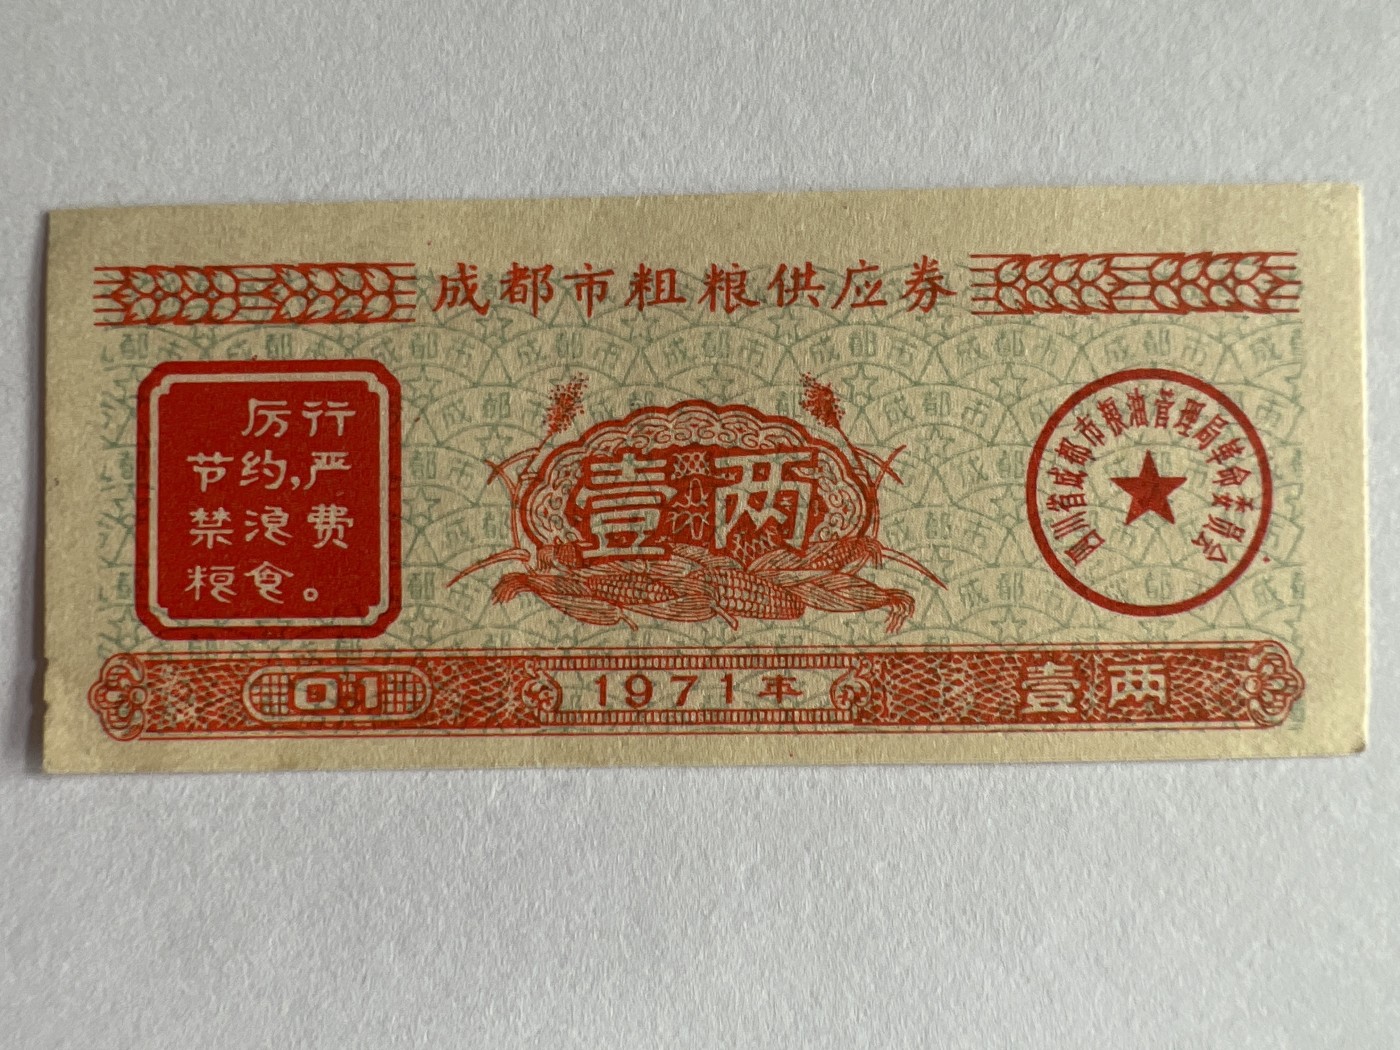 成都市粗粮供应券
厉行
节约,严
禁浪费
粮食。
壹两
四川省成都市粮油管理局革命委员会
0.1
1971年
壹两